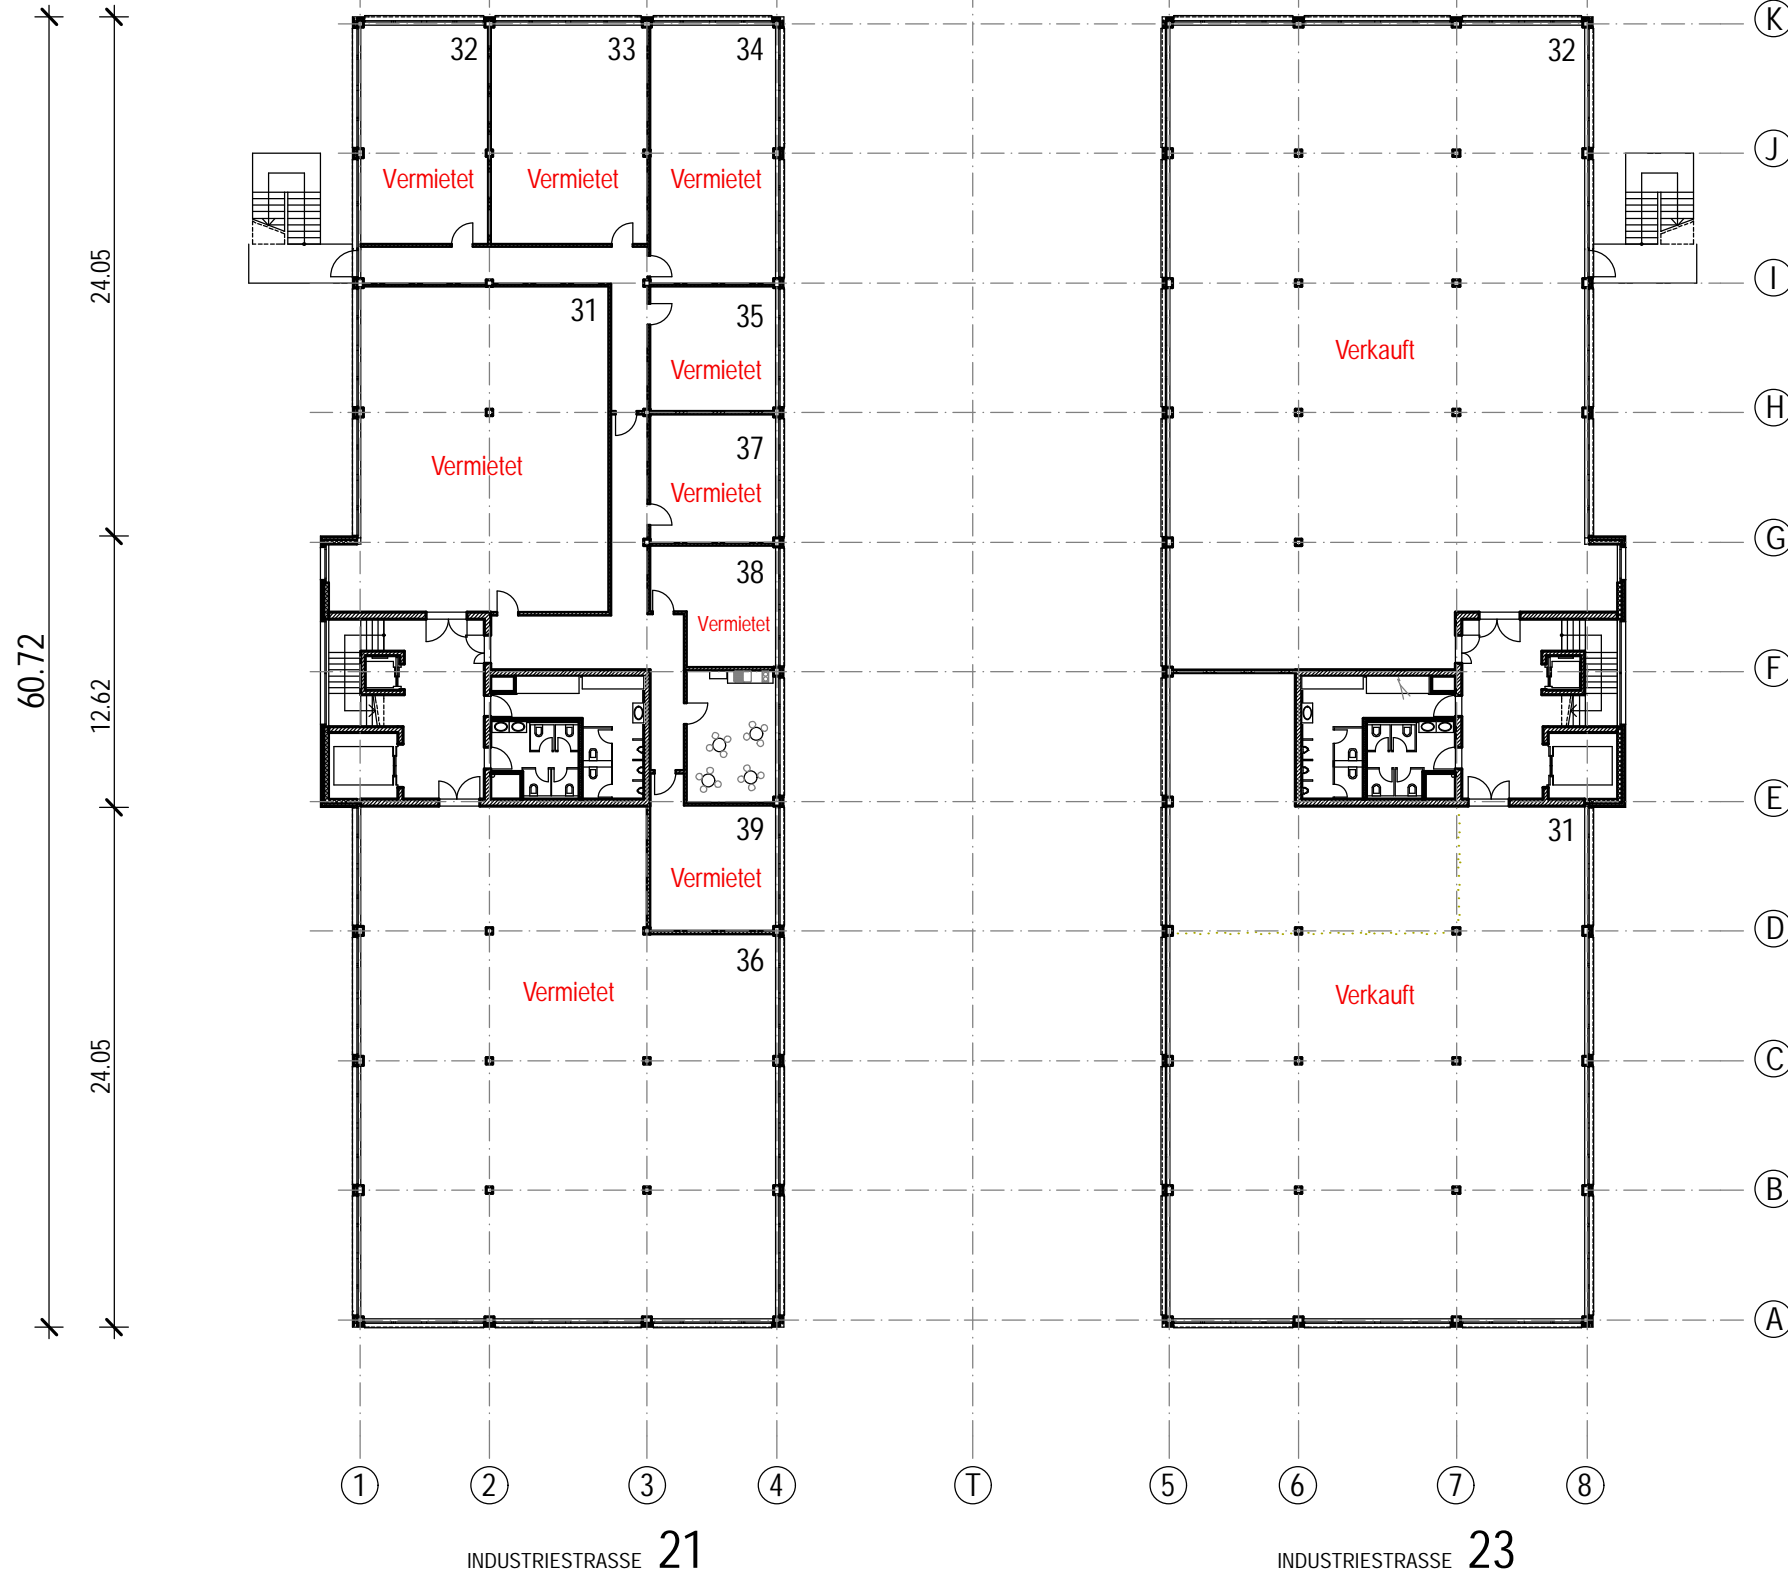 K
32
33
34
32
J
Vermietet
Vermietet
Vermietet
24.05
I
31
35
Verkauft
Vermietet
H
37
Vermietet
Vermietet
G
38
Vermietet
60.72
F
12.62
E
39
31
Vermietet
D
36
Vermietet
Verkauft
24.05
C
B
A
1
2
3
4
T
5
6
7
8
INDUSTRIESTRASSE 21
INDUSTRIESTRASSE 23